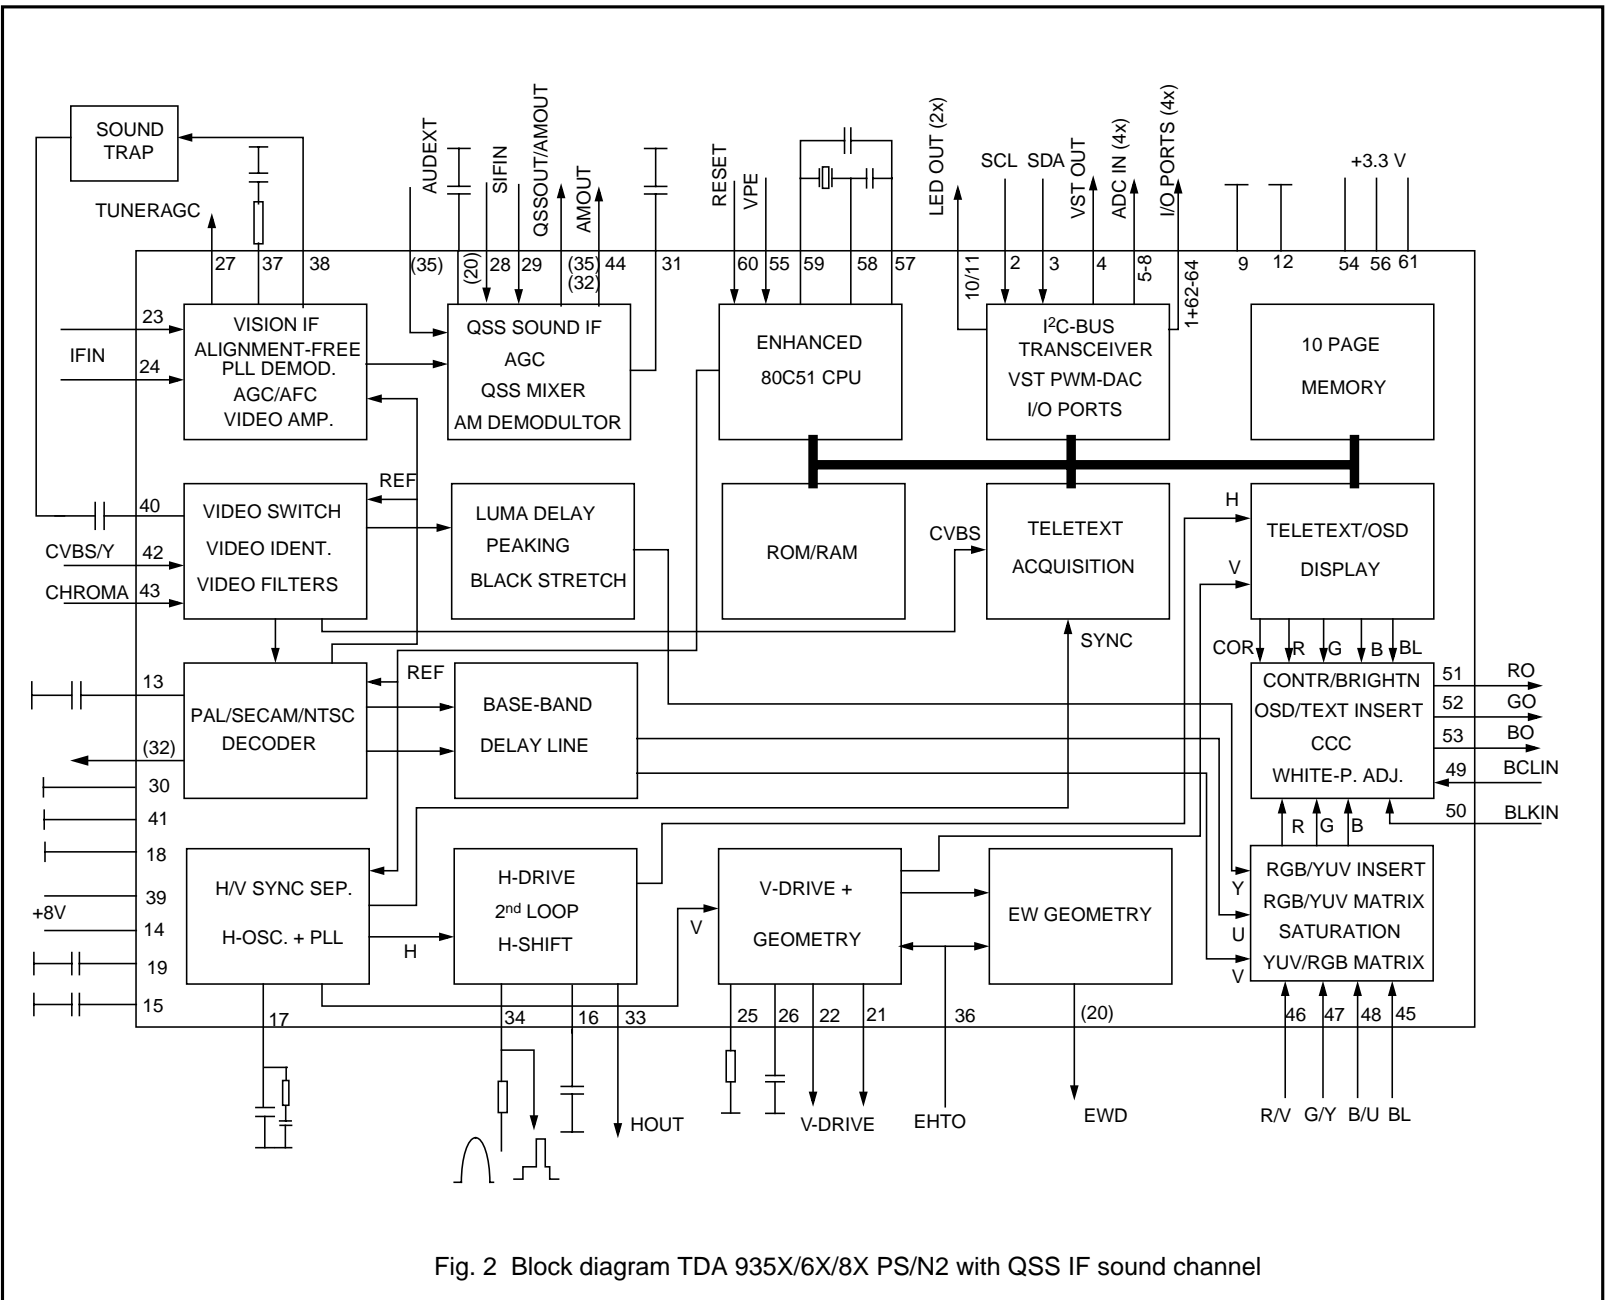 SOUND
TRAP
TUNERAGC
AUDEXT
SIFIN
QSSOUT/AMOUT
AMOUT
RESET
VPE
LED OUT (2x)
SCL
SDA
VST OUT
ADC IN (4x)
I/O PORTS (4x)
+3.3 V
27
37
38
(35)
(20)
28
29
(35)
(32)
44
31
60
55
59
58
57
10/11
2
3
4
5-8
1+62-64
9
12
54
56
61
23
IFIN
24
VISION IF
ALIGNMENT-FREE
PLL DEMOD.
AGC/AFC
VIDEO AMP.
QSS SOUND IF
AGC
QSS MIXER
AM DEMODULTOR
ENHANCED
80C51 CPU
I2C-BUS
TRANSCEIVER
VST PWM-DAC
I/O PORTS
10 PAGE
MEMORY
REF
40
CVBS/Y
42
CHROMA
43
VIDEO SWITCH
VIDEO IDENT.
VIDEO FILTERS
LUMA DELAY
PEAKING
BLACK STRETCH
ROM/RAM
CVBS
TELETEXT
ACQUISITION
H
V
TELETEXT/OSD
DISPLAY
SYNC
COR
R
G
B
BL
13
(32)
30
41
18
39
+8V
14
19
15
PAL/SECAM/NTSC
DECODER
REF
BASE-BAND
DELAY LINE
CONTR/BRIGHTN
OSD/TEXT INSERT
CCC
WHITE-P. ADJ.
51
RO
52
GO
53
BO
49
BCLIN
50
BLKIN
R
G
B
H/V SYNC SEP.
H-OSC. + PLL
H
H-DRIVE
2nd LOOP
H-SHIFT
V
V-DRIVE +
GEOMETRY
EW GEOMETRY
Y
U
V
RGB/YUV INSERT
RGB/YUV MATRIX
SATURATION
YUV/RGB MATRIX
17
34
16
33
25
26
22
21
36
(20)
46
47
48
45
HOUT
V-DRIVE
EHTO
EWD
R/V
G/Y
B/U
BL
Fig. 2 Block diagram TDA 935X/6X/8X PS/N2 with QSS IF sound channel